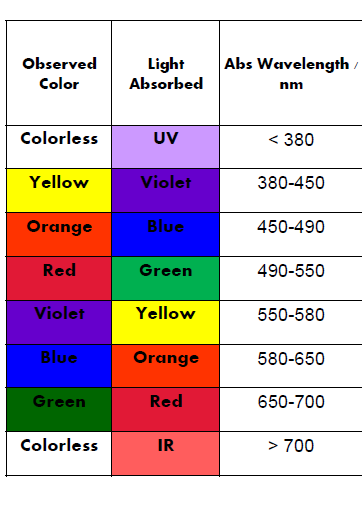 Observed Color Light Absorbed Abs Wavelength / nm
Colorless UV < 380
Yellow Violet 380-450
Orange Blue 450-490
Red Green 490-550
Violet Yellow 550-580
Blue Orange 580-650
Green Red 650-700
Colorless IR > 700